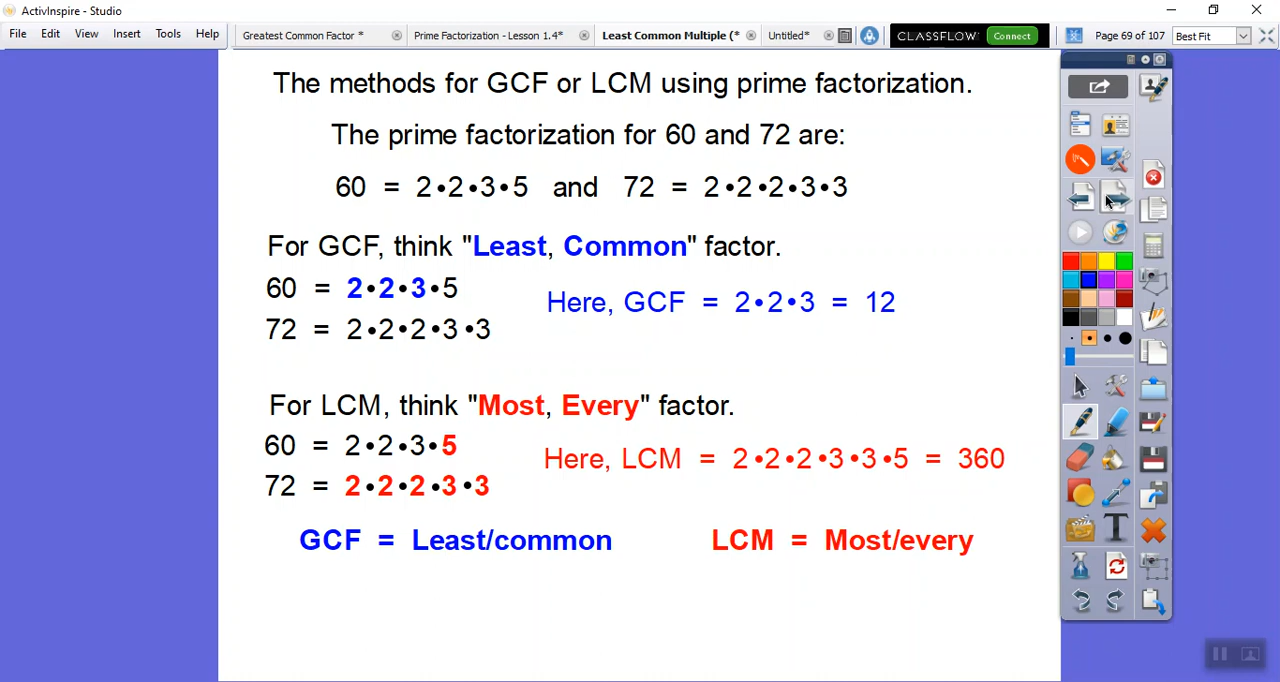 ActivInspire - Studio
File Edit View Insert Tools Help
Greatest Common Factor * Prime Factorization - Lesson 1.4* Least Common Multiple (* Untitled* CLASSFLOW Connect Page 69 of 107 Best Fit
The methods for GCF or LCM using prime factorization.
The prime factorization for 60 and 72 are:
60 = 2•2•3•5 and 72 = 2•2•2•3•3
For GCF, think "Least, Common" factor.
60 = 2•2•3•5
Here, GCF = 2•2•3 = 12
72 = 2•2•2•3•3
For LCM, think "Most, Every" factor.
60 = 2•2•3•5
Here, LCM = 2•2•2•3•3•5 = 360
72 = 2•2•2•3•3
GCF = Least/common LCM = Most/every